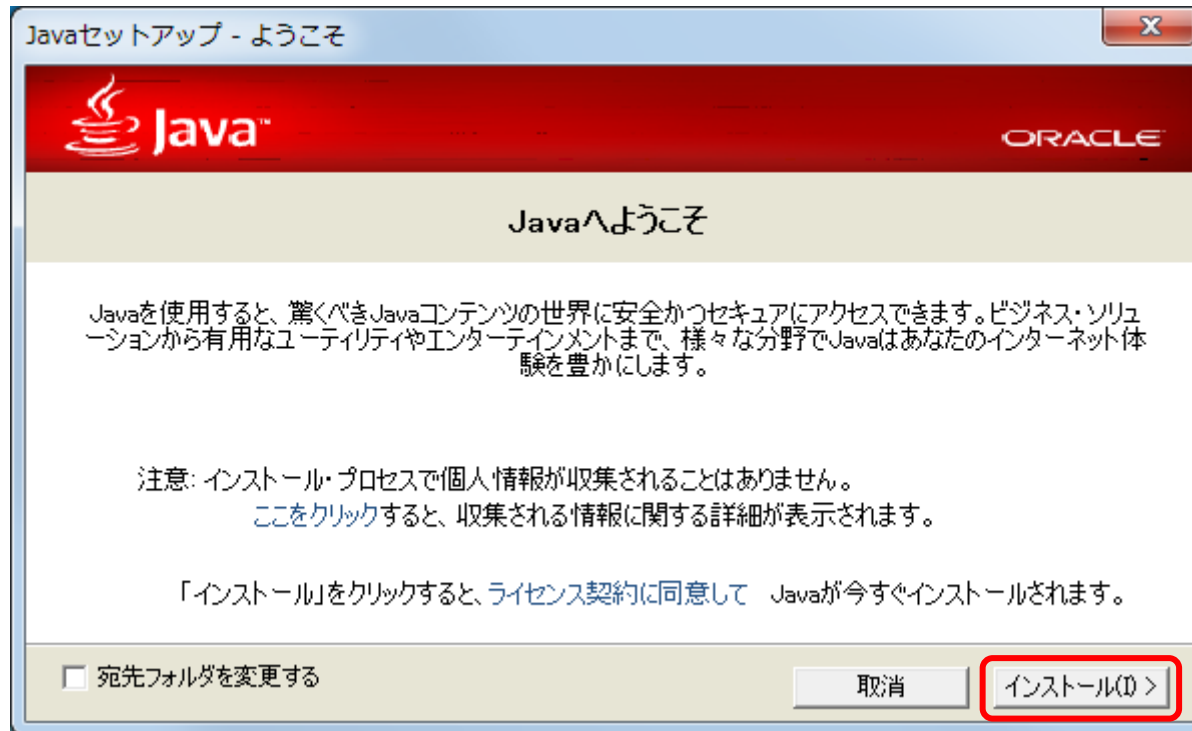 Javaセットアップ - ようこそ
Java™
ORACLE
Javaへようこそ
Javaを使用すると、驚くべきJavaコンテンツの世界に安全かつセキュアにアクセスできます。ビジネス・ソリュ
ーションから有用なユーティリティやエンターテインメントまで、様々な分野でJavaはあなたのインターネット体
験を豊かにします。
注意: インストール・プロセスで個人情報が収集されることはありません。
ここをクリックすると、収集される情報に関する詳細が表示されます。
「インストール」をクリックすると、ライセンス契約に同意して Javaが今すぐインストールされます。
宛先フォルダを変更する
取消
インストール(I) >